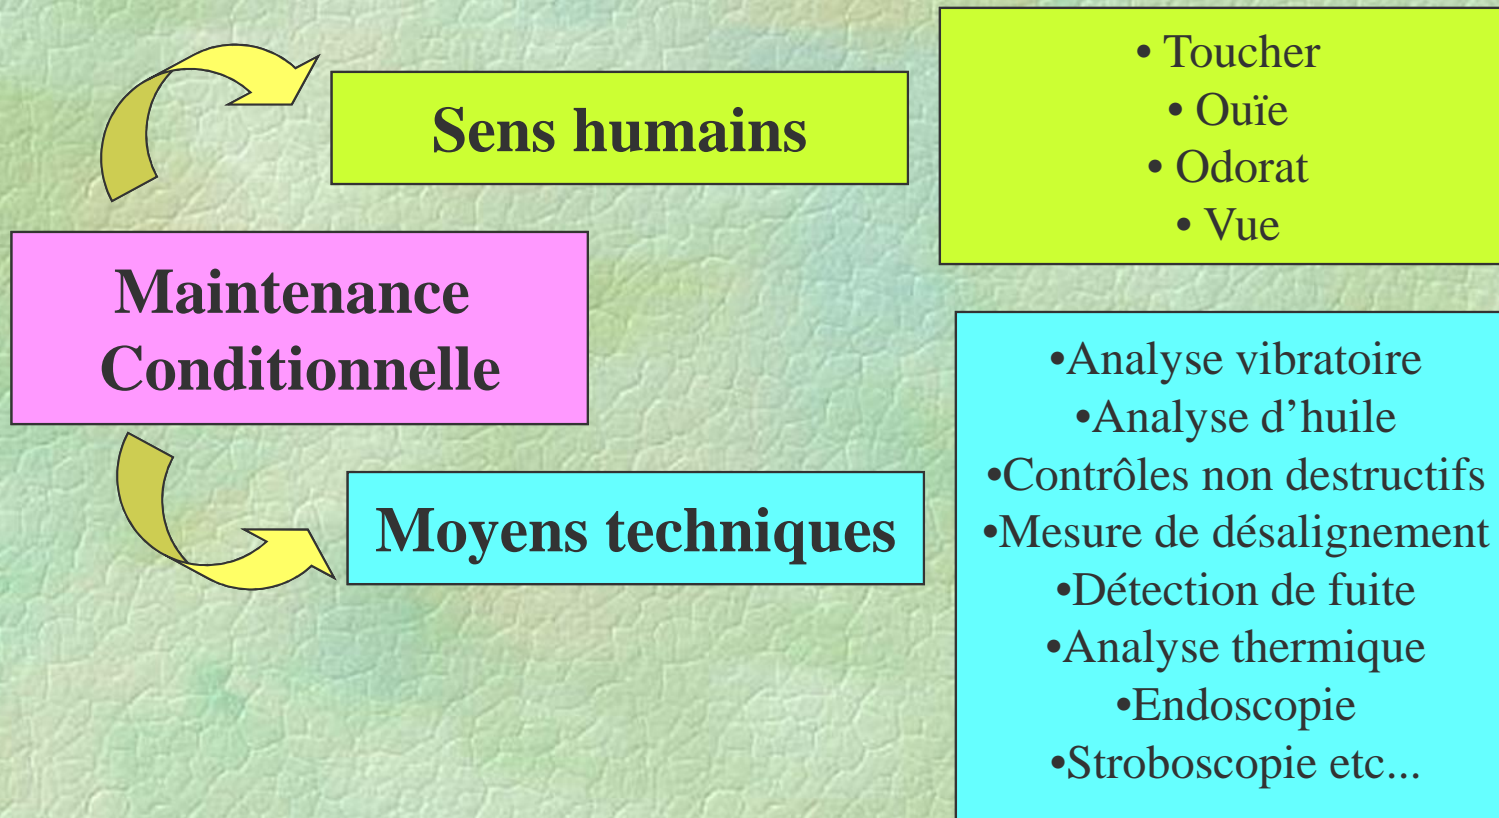 Sens humains
• Toucher
• Ouïe
• Odorat
• Vue
Maintenance
Conditionnelle
Moyens techniques
•Analyse vibratoire
•Analyse d’huile
•Contrôles non destructifs
•Mesure de désalignement
•Détection de fuite
•Analyse thermique
•Endoscopie
•Stroboscopie etc...